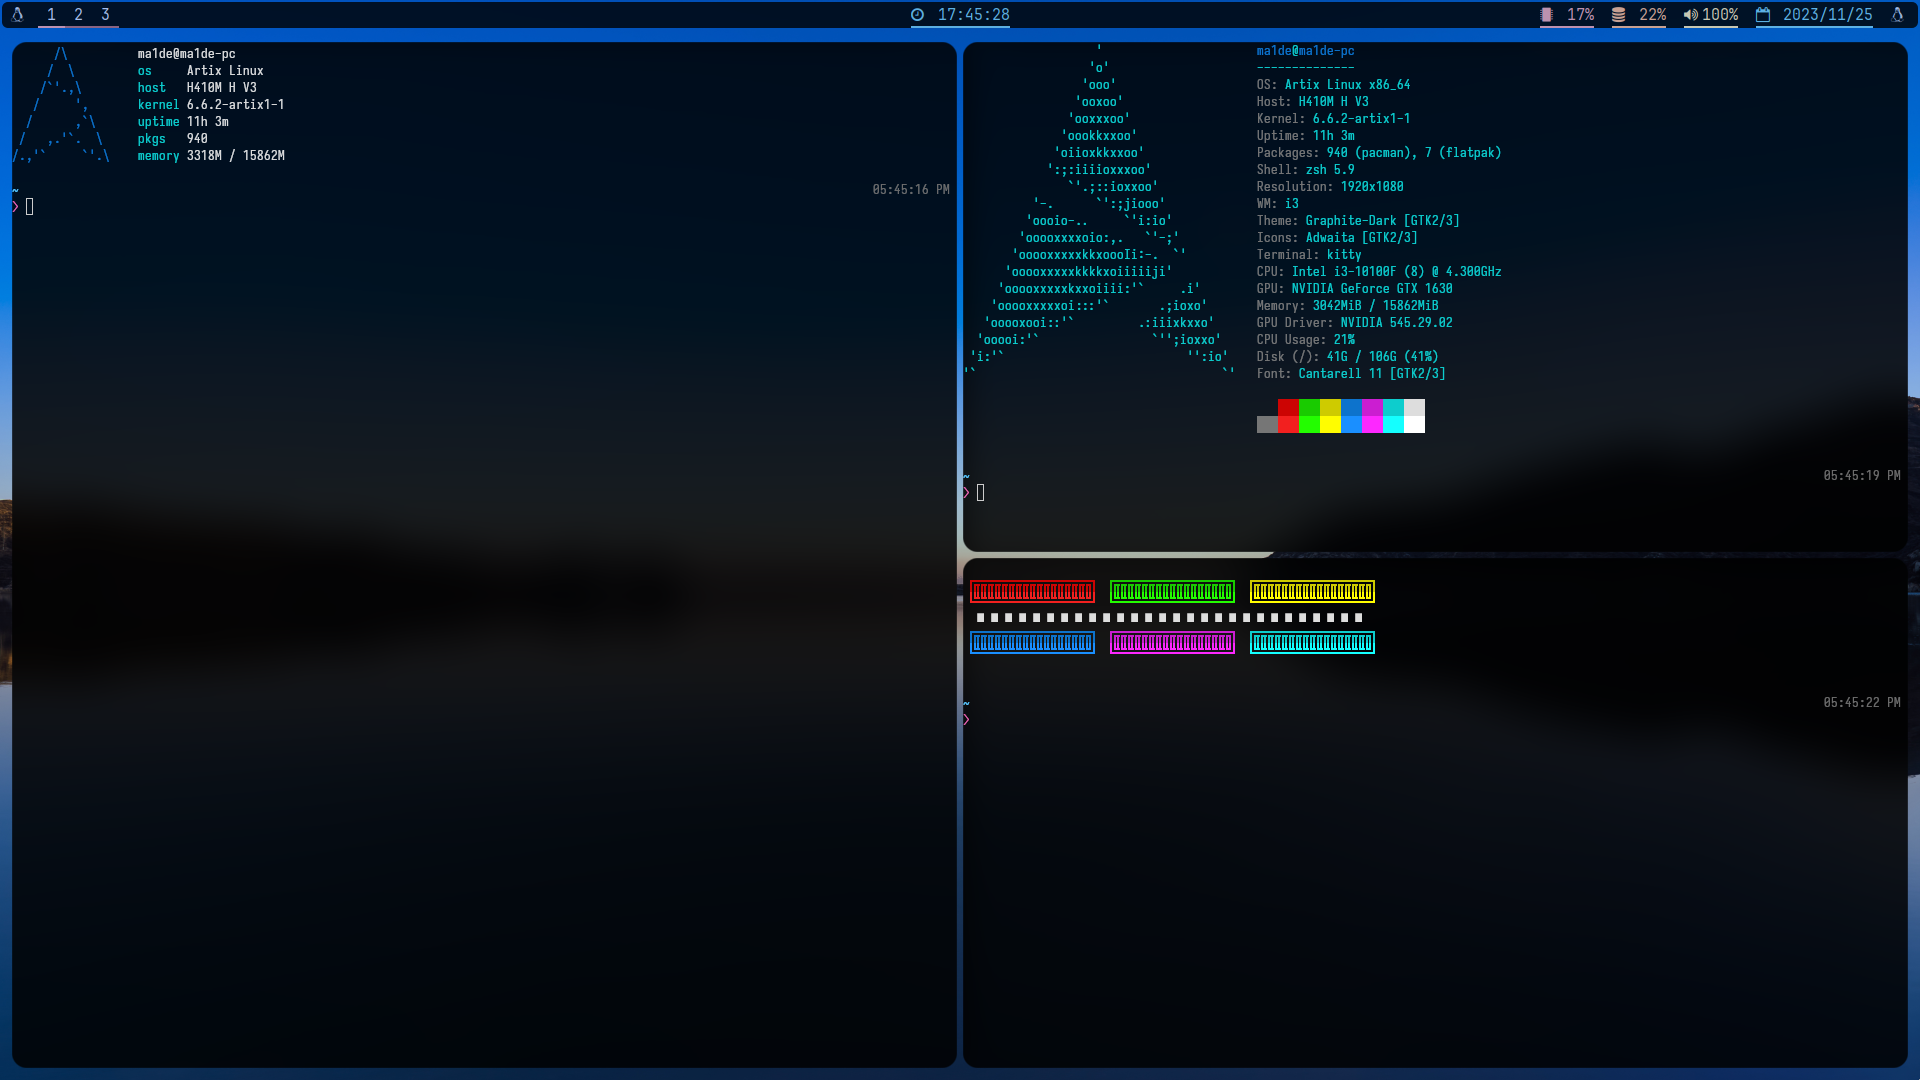 1 2 3
17:45:28
17% 22% 100% 2023/11/25
ma1de@ma1de-pc
os Artix Linux
host H410M H V3
kernel 6.6.2-artix1-1
uptime 11h 3m
pkgs 940
memory 3318M / 15862M
~ 05:45:16 PM
❯
ma1de@ma1de-pc
--------------
OS: Artix Linux x86_64
Host: H410M H V3
Kernel: 6.6.2-artix1-1
Uptime: 11h 3m
Packages: 940 (pacman), 7 (flatpak)
Shell: zsh 5.9
Resolution: 1920x1080
WM: i3
Theme: Graphite-Dark [GTK2/3]
Icons: Adwaita [GTK2/3]
Terminal: kitty
CPU: Intel i3-10100F (8) @ 4.300GHz
GPU: NVIDIA GeForce GTX 1630
Memory: 3042MiB / 15862MiB
GPU Driver: NVIDIA 545.29.02
CPU Usage: 21%
Disk (/): 41G / 106G (41%)
Font: Cantarell 11 [GTK2/3]
~ 05:45:19 PM
❯
~ 05:45:22 PM
❯